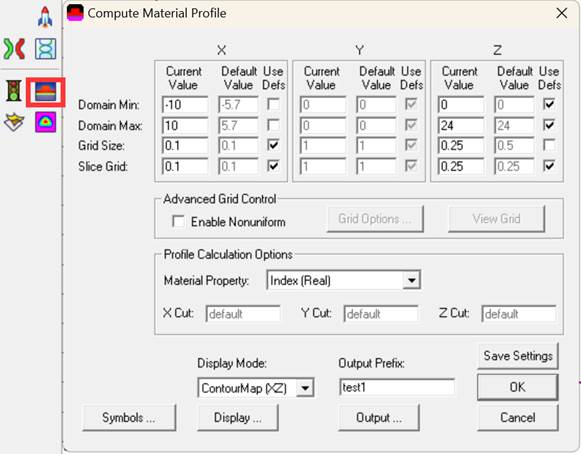 Compute Material Profile
X Y Z
Current Value Default Value Use Defs Current Value Default Value Use Defs Current Value Default Value Use Defs
Domain Min: -10 -5.7 0 0 0 0
Domain Max: 10 5.7 0 0 24 24
Grid Size: 0.1 0.1 1 1 0.25 0.5
Slice Grid: 0.1 0.1 1 1 0.25 0.25
Advanced Grid Control
Enable Nonuniform Grid Options ... View Grid
Profile Calculation Options
Material Property: Index (Real)
X Cut: default Y Cut: default Z Cut: default
Display Mode: Output Prefix: Save Settings
ContourMap (XZ) test1 OK
Symbols ... Display ... Output ... Cancel